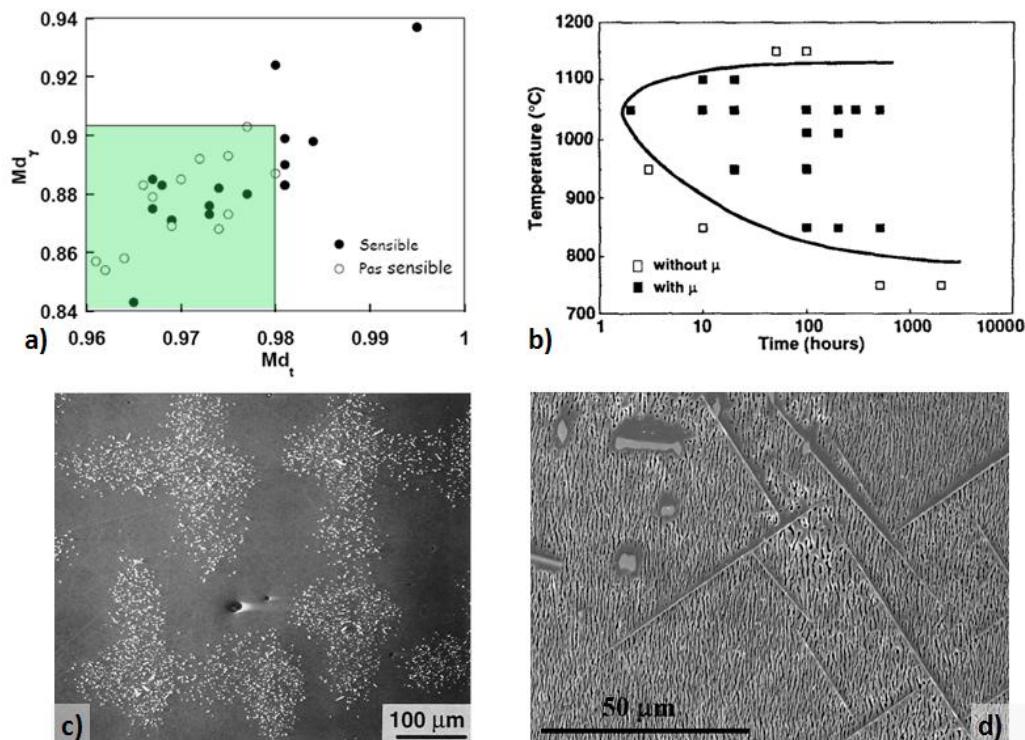 0.94
0.92
0.9
0.88
0.86
0.84
Md γ
0.96 0.97 0.98 0.99 1
Md t
Sensible
Pas sensible
a)
1200
1100
1000
900
800
700
Temperature (°C)
without μ
with μ
1 10 100 1000 10000
Time (hours)
b)
c)
100 μm
50 μm
d)